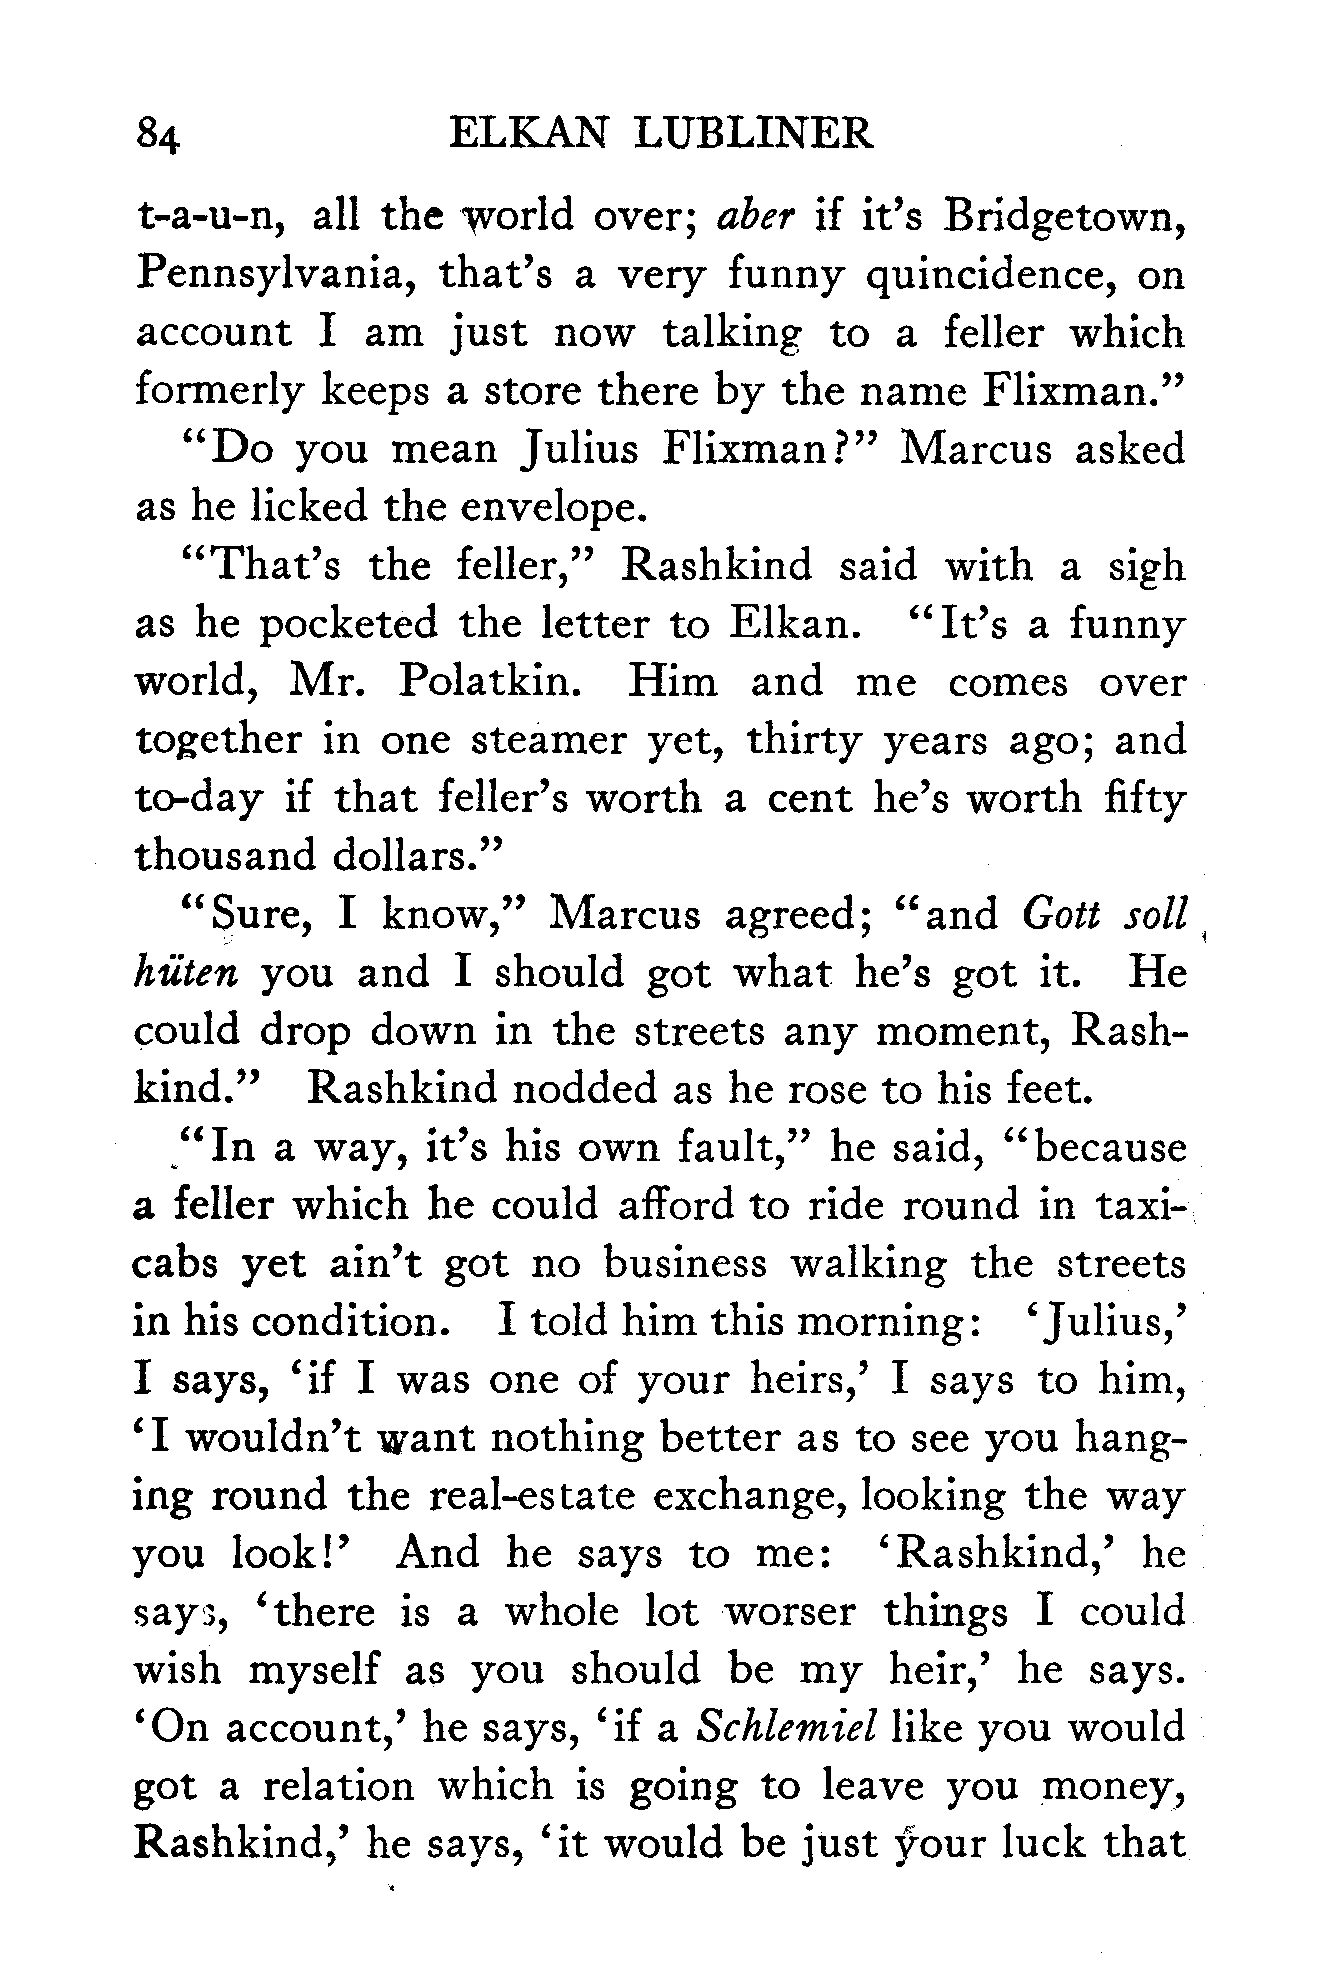 84 ELKAN LUBLINER
t-a-u-n, all the world over; aber if it's Bridgetown,
Pennsylvania, that's a very funny quincidence, on
account I am just now talking to a feller which
formerly keeps a store there by the name Flixman."
"Do you mean Julius Flixman?" Marcus asked
as he licked the envelope.
"That's the feller," Rashkind said with a sigh
as he pocketed the letter to Elkan. "It's a funny
world, Mr. Polatkin. Him and me comes over
together in one steamer yet, thirty years ago; and
to-day if that feller's worth a cent he's worth fifty
thousand dollars."
"Sure, I know," Marcus agreed; "and Gott soll
hüten you and I should got what he's got it. He
could drop down in the streets any moment, Rash-
kind." Rashkind nodded as he rose to his feet.
"In a way, it's his own fault," he said, "because
a feller which he could afford to ride round in taxi-
cabs yet ain't got no business walking the streets
in his condition. I told him this morning: 'Julius,'
I says, 'if I was one of your heirs,' I says to him,
'I wouldn't want nothing better as to see you hang-
ing round the real-estate exchange, looking the way
you look!' And he says to me: 'Rashkind,' he
says, 'there is a whole lot worser things I could
wish myself as you should be my heir,' he says.
'On account,' he says, 'if a Schlemiel like you would
got a relation which is going to leave you money,
Rashkind,' he says, 'it would be just your luck that